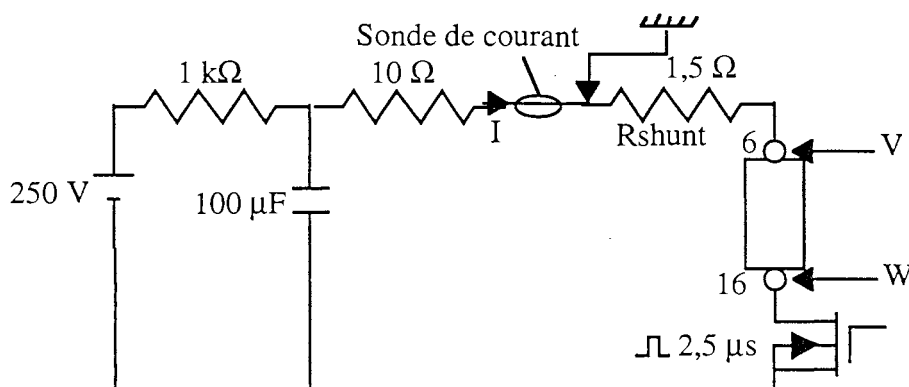 Sonde de courant
1 kΩ
10 Ω
1,5 Ω
I
Rshunt
6
V
250 V
100 µF
16
W
2,5 µs